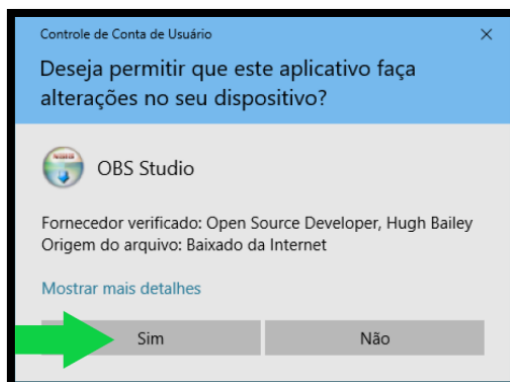 Controle de Conta de Usuário
Deseja permitir que este aplicativo faça
alterações no seu dispositivo?
OBS Studio
Fornecedor verificado: Open Source Developer, Hugh Bailey
Origem do arquivo: Baixado da Internet
Mostrar mais detalhes
Sim
Não